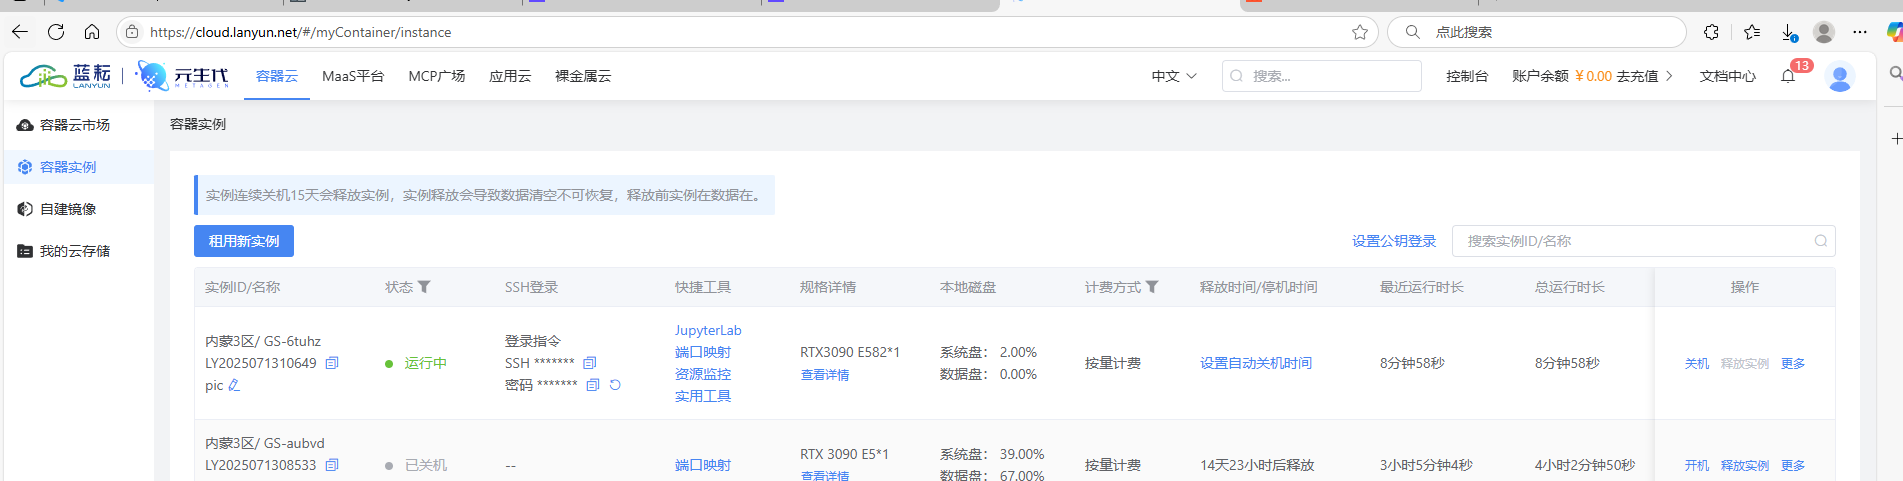 https://cloud.lanyun.net/#/myContainer/instance
点此搜索
蓝耘
LANYUN
元生代
METAGEN
容器云
MaaS平台
MCP广场
应用云
裸金属云
中文
搜索...
控制台
账户余额 ¥0.00 去充值
文档中心
13
容器云市场
容器实例
自建镜像
我的云存储
容器实例
实例连续关机15天会释放实例，实例释放会导致数据清空不可恢复，释放前实例在数据在。
租用新实例
设置公钥登录
搜索实例ID/名称
实例ID/名称 状态 SSH登录 快捷工具 规格详情 本地磁盘 计费方式 释放时间/停机时间 最近运行时长 总运行时长 操作
内蒙3区/ GS-6tuhz
LY2025071310649
pic
运行中
登录指令
SSH *******
密码 *******
JupyterLab
端口映射
资源监控
实用工具
RTX3090 E582*1
查看详情
系统盘： 2.00%
数据盘： 0.00%
按量计费
设置自动关机时间
8分钟58秒
8分钟58秒
关机 释放实例 更多
内蒙3区/ GS-aubvd
LY2025071308533
已关机
--
端口映射
RTX 3090 E5*1
查看详情
系统盘： 39.00%
数据盘： 67.00%
按量计费
14天23小时后释放
3小时5分钟4秒
4小时2分钟50秒
开机 释放实例 更多